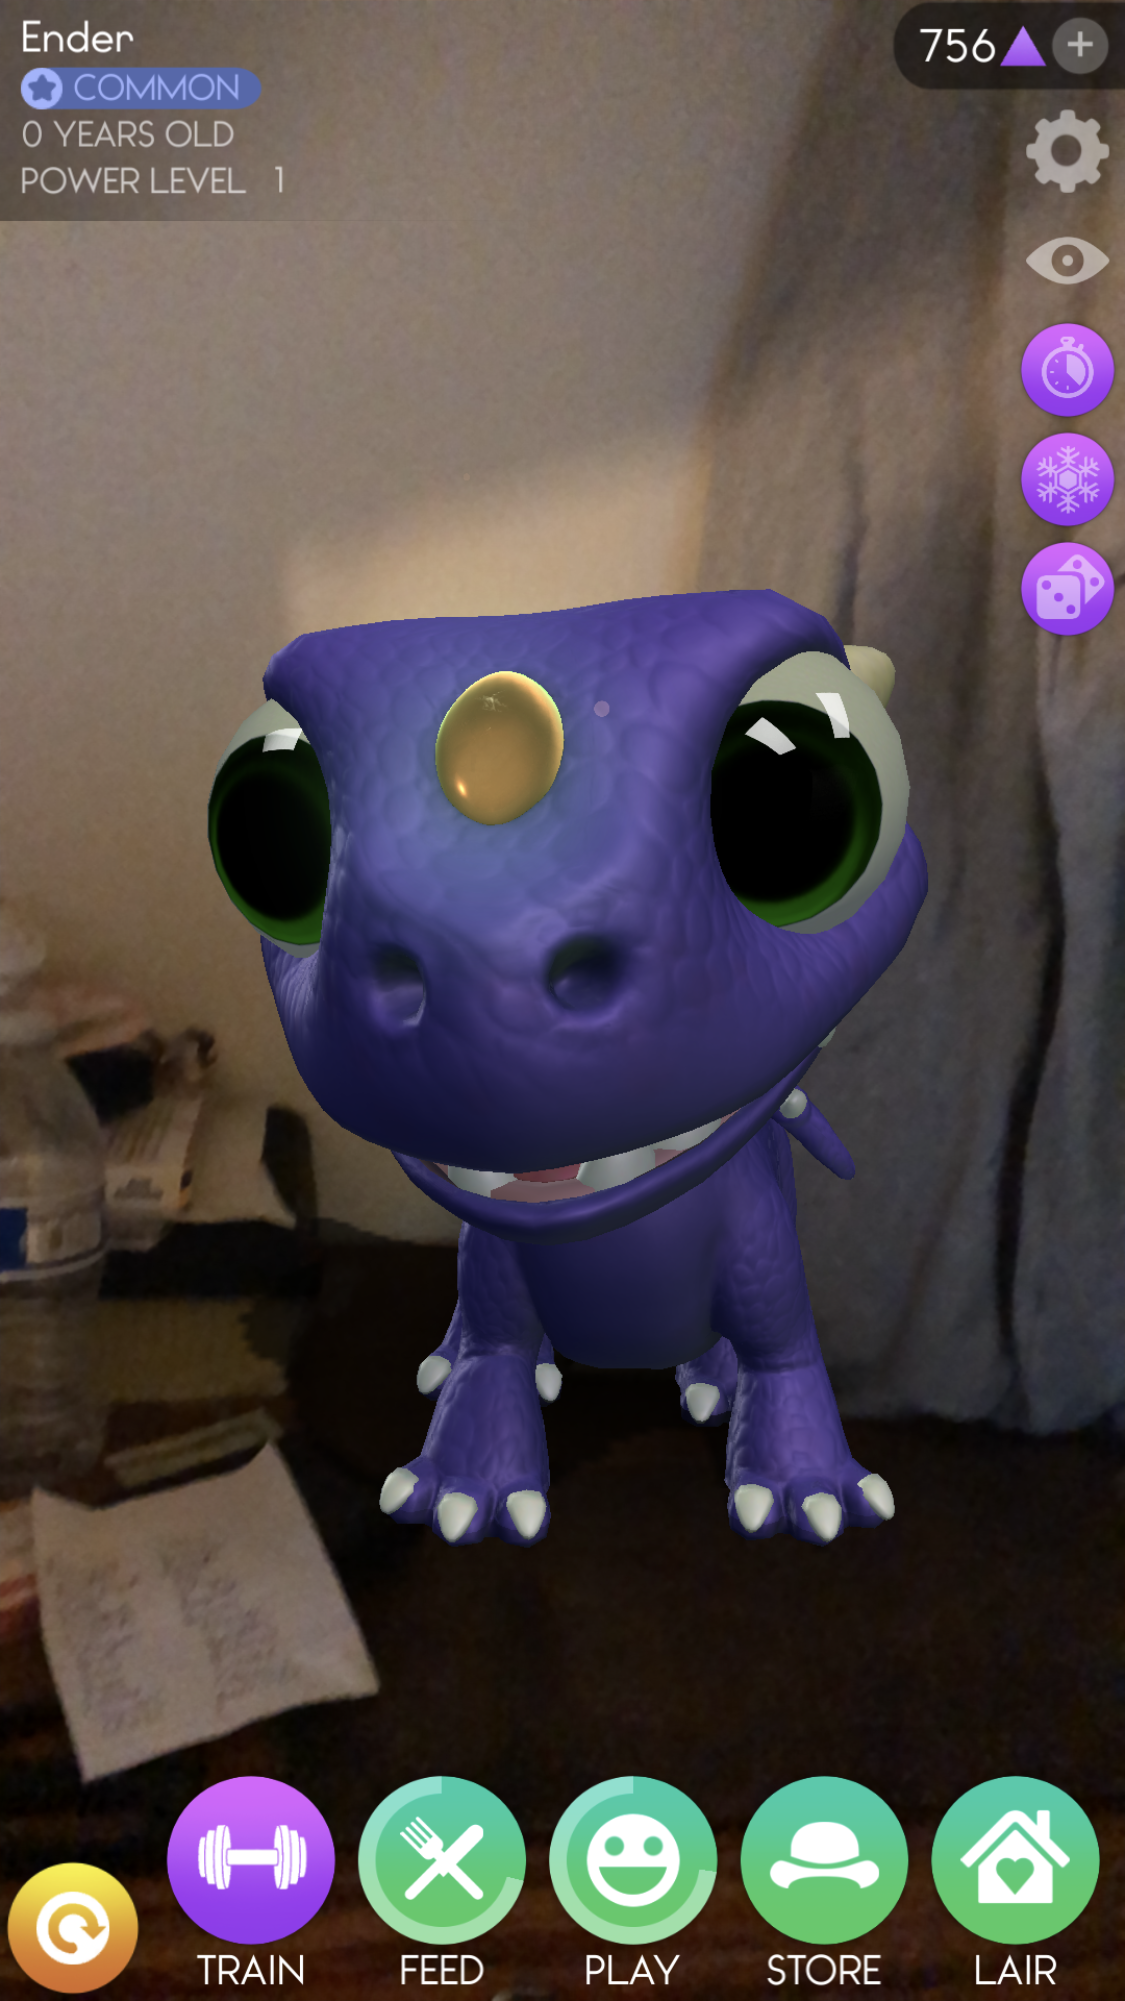 Ender
756
COMMON
0 YEARS OLD
POWER LEVEL 1
TRAIN
FEED
PLAY
STORE
LAIR